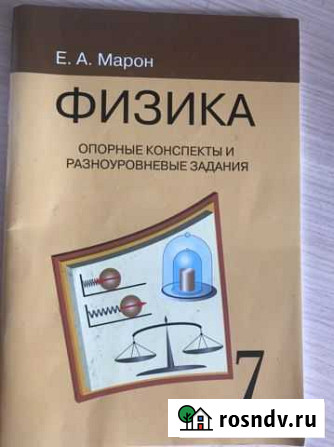 Е. А. Марон
ФИЗИКА
ОПОРНЫЕ КОНСПЕКТЫ И
РАЗНОУРОВНЕВЫЕ ЗАДАНИЯ
7
rosndv.ru